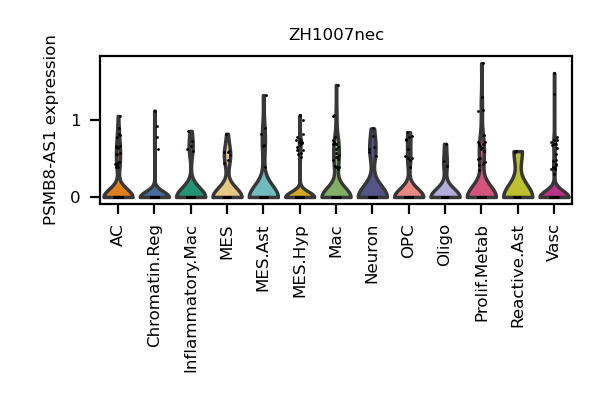 ZH1007nec
PSMB8-AS1 expression
1
0
AC
Chromatin.Reg
Inflammatory.Mac
MES
MES.Ast
MES.Hyp
Mac
Neuron
OPC
Oligo
Prolif.Metab
Reactive.Ast
Vasc